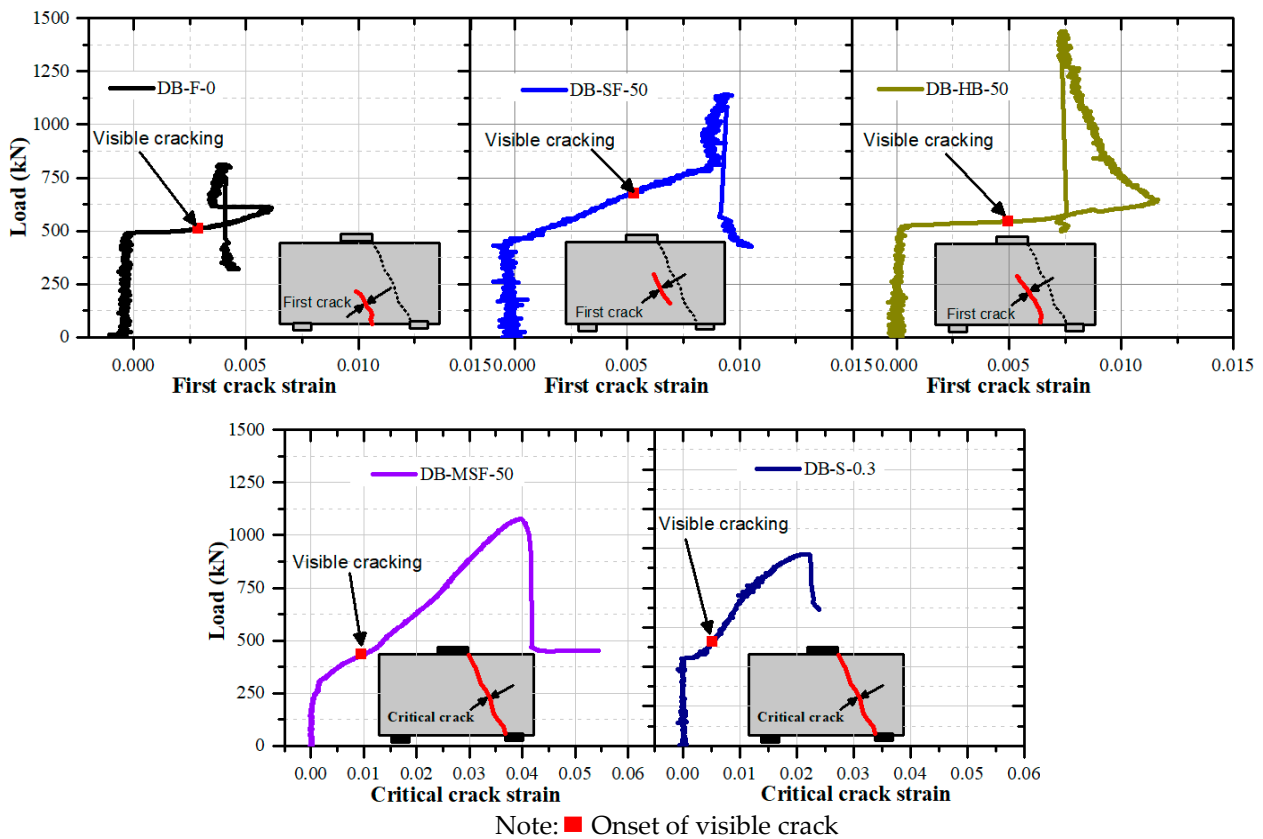 1500
1250
1000
750
500
250
0
Load (kN)
DB-F-0
Visible cracking
First crack
0.000
0.005
0.010
0.015
First crack strain
DB-SF-50
Visible cracking
First crack
0.000
0.005
0.010
First crack strain
DB-HB-50
Visible cracking
First crack
0.000
0.005
0.010
0.015
First crack strain
1500
1250
1000
750
500
250
0
Load (kN)
DB-MSF-50
Visible cracking
Critical crack
0.00
0.01
0.02
0.03
0.04
0.05
0.06
Critical crack strain
DB-S-0.3
Visible cracking
Critical crack
0.00
0.01
0.02
0.03
0.04
0.05
0.06
Critical crack strain
Note: Onset of visible crack